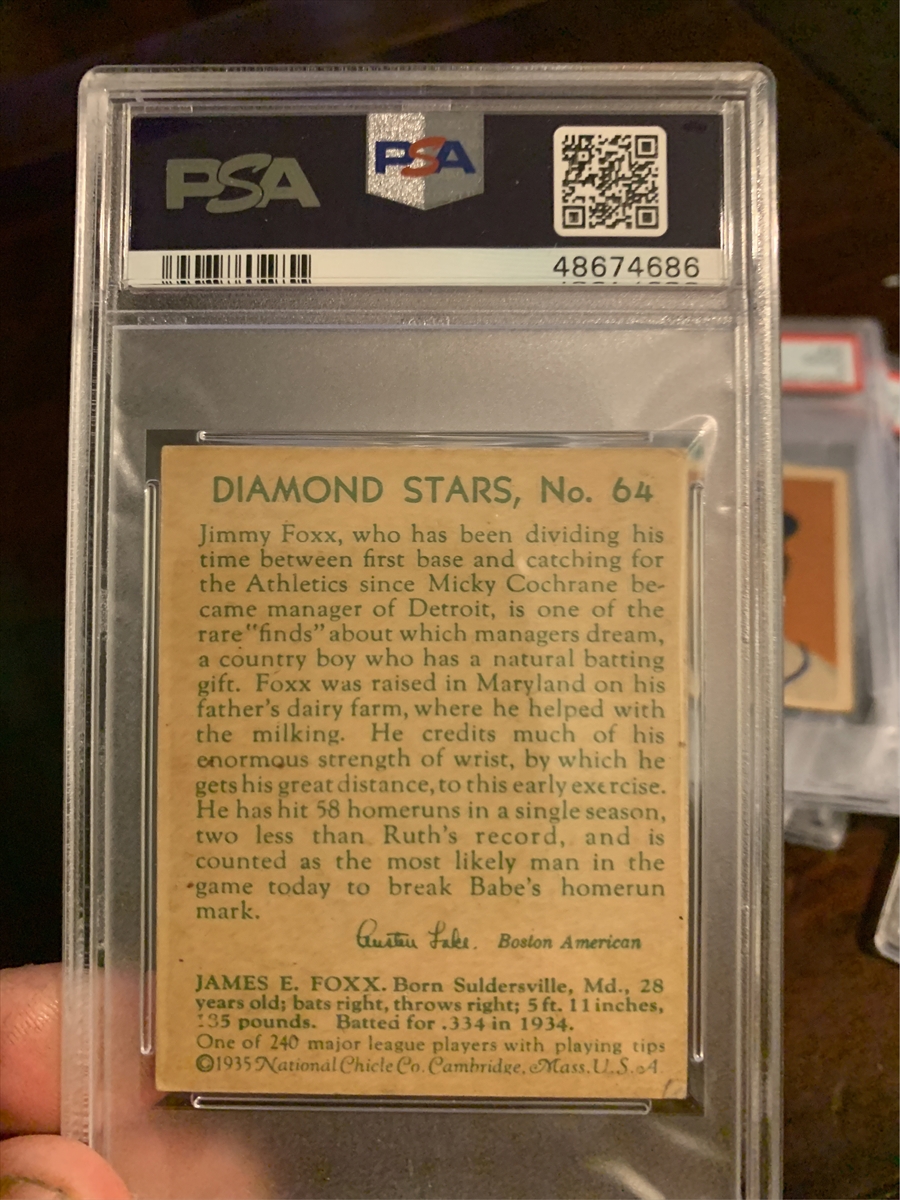 PSA
PSA
48674686
DIAMOND STARS, No. 64
Jimmy Foxx, who has been dividing his
time between first base and catching for
the Athletics since Micky Cochrane be-
came manager of Detroit, is one of the
rare "finds" about which managers dream,
a country boy who has a natural batting
gift. Foxx was raised in Maryland on his
father's dairy farm, where he helped with
the milking. He credits much of his
enormous strength of wrist, by which he
gets his great distance, to this early exercise.
He has hit 58 homeruns in a single season,
two less than Ruth's record, and is
counted as the most likely man in the
game today to break Babe's homerun
mark.
Austen Lake. Boston American
JAMES E. FOXX. Born Suldersville, Md., 28
years old; bats right, throws right; 5 ft. 11 inches,
185 pounds. Batted for .334 in 1934.
One of 240 major league players with playing tips
©1935 National Chicle Co. Cambridge, Mass. U.S.A